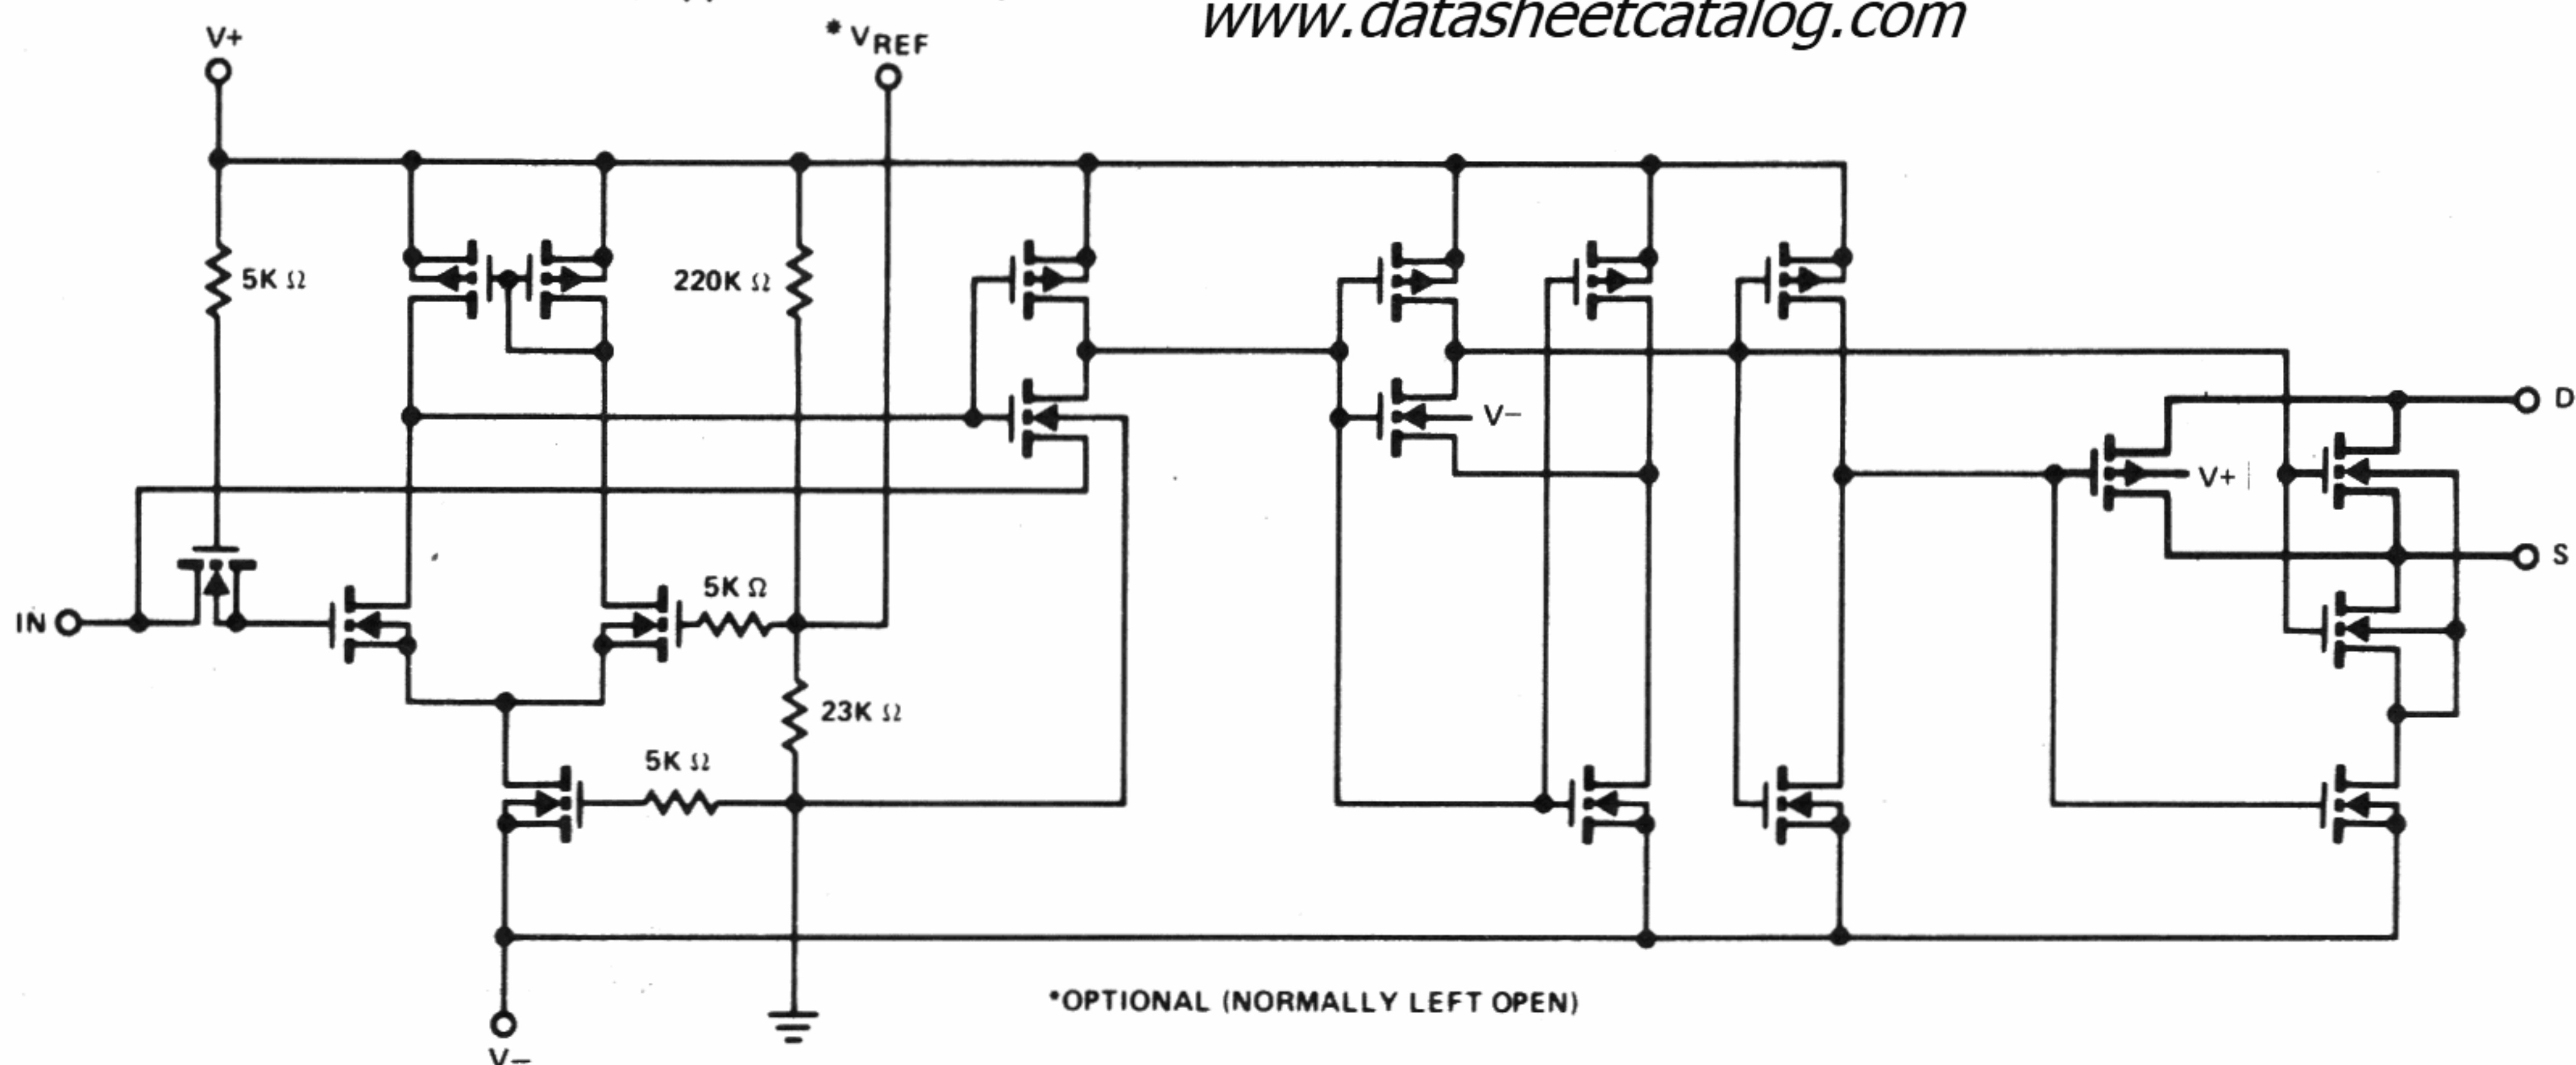 www.datasheetcatalog.com
V+
* VREF
5K Ω
220K Ω
V−
D
V+
S
5K Ω
IN
23K Ω
5K Ω
*OPTIONAL (NORMALLY LEFT OPEN)
V−